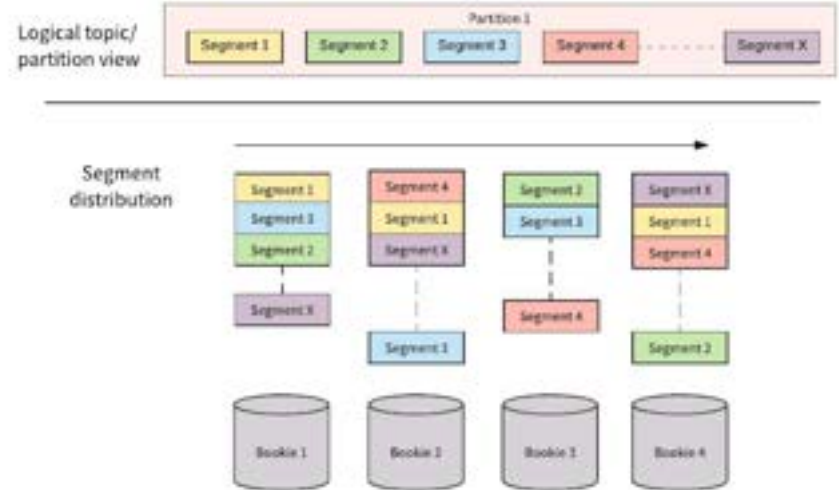 Partition 1
Logical topic/
partition view
Segment 1
Segment 2
Segment 3
Segment 4
Segment X
Segment
distribution
Segment 1
Segment 3
Segment 2
Segment X
Segment 4
Segment 1
Segment X
Segment 3
Segment 2
Segment 3
Segment 4
Segment X
Segment 1
Segment 4
Segment 2
Bookie 1
Bookie 2
Bookie 3
Bookie 4